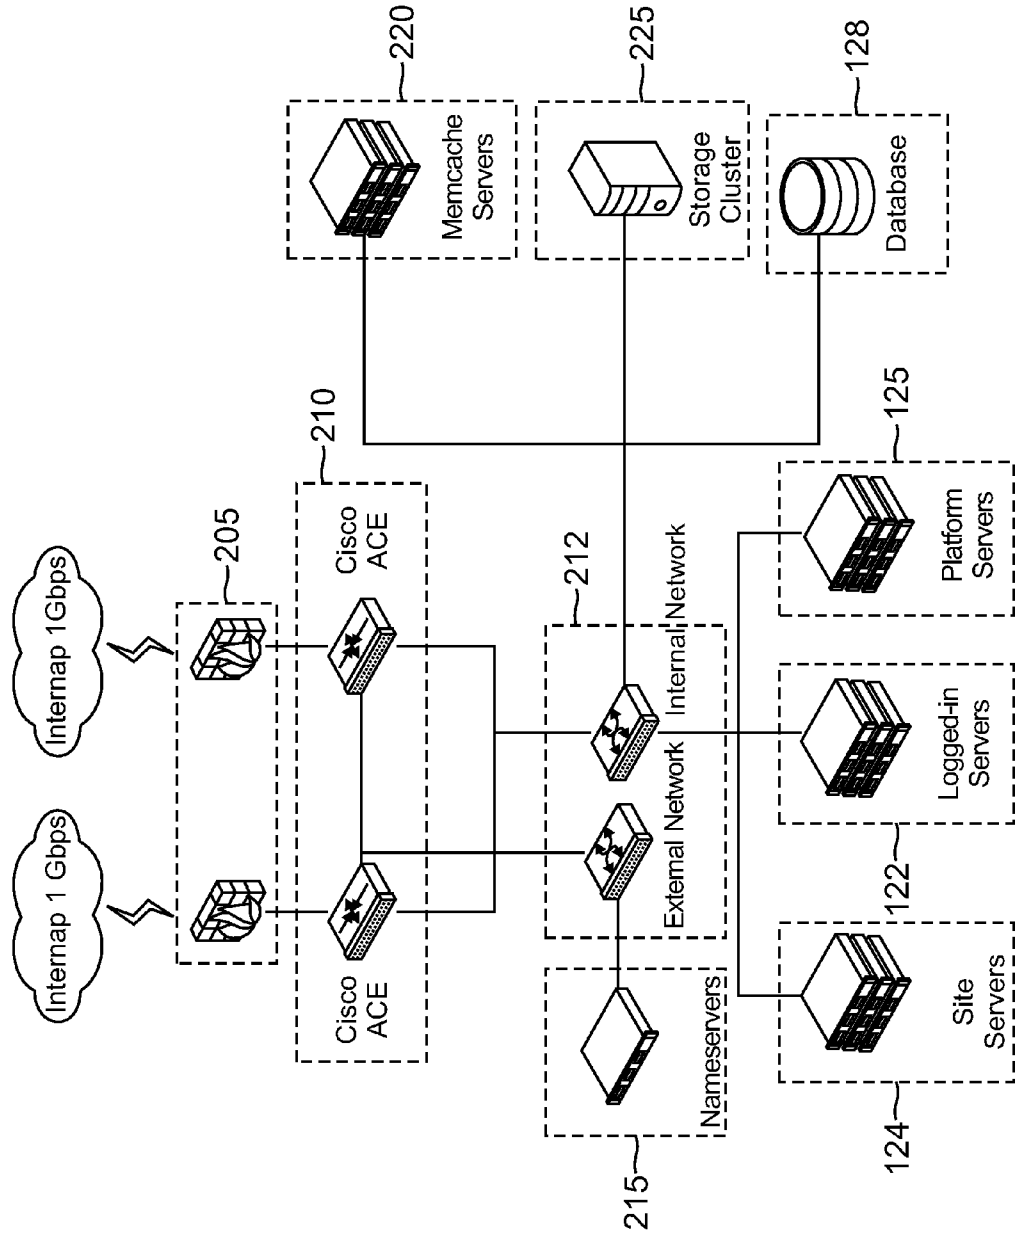 Internap 1 Gbps
Internap 1Gbps
205
210
Cisco
ACE
Cisco
ACE
212
External Network
Internal Network
215
Nameservers
220
Memcache
Servers
225
Storage
Cluster
128
Database
124
Site
Servers
122
Logged-in
Servers
125
Platform
Servers